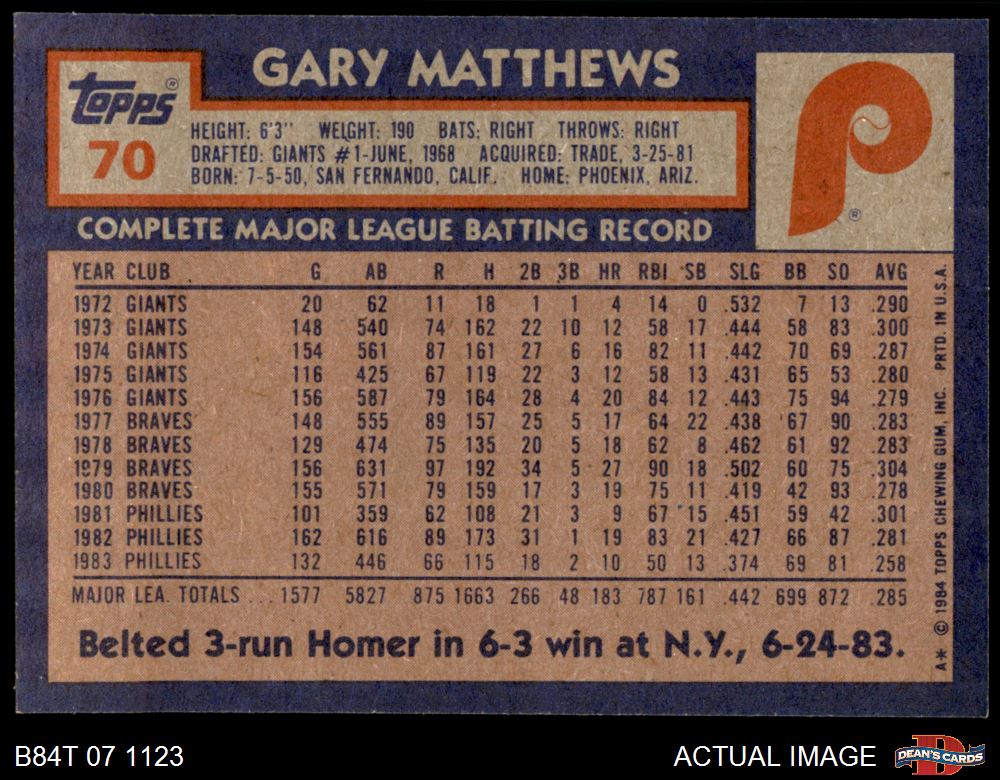 GARY MATTHEWS
Topps®
70
HEIGHT: 6'3" WEIGHT: 190 BATS: RIGHT THROWS: RIGHT
DRAFTED: GIANTS #1-JUNE, 1968 ACQUIRED: TRADE, 3-25-81
BORN: 7-5-50, SAN FERNANDO, CALIF. HOME: PHOENIX, ARIZ.
P ®
COMPLETE MAJOR LEAGUE BATTING RECORD
YEAR CLUB G AB R H 2B 3B HR RBI SB SLG BB SO AVG
1972 GIANTS 20 62 11 18 1 1 4 14 0 .532 7 13 .290
1973 GIANTS 148 540 74 162 22 10 12 58 17 .444 58 83 .300
1974 GIANTS 154 561 87 161 27 6 16 82 11 .442 70 69 .287
1975 GIANTS 116 425 67 119 22 3 12 58 13 .431 65 53 .280
1976 GIANTS 156 587 79 164 28 4 20 84 12 .443 75 94 .279
1977 BRAVES 148 555 89 157 25 5 17 64 22 .438 67 90 .283
1978 BRAVES 129 474 75 135 20 5 18 62 8 .462 61 92 .283
1979 BRAVES 156 631 97 192 34 5 27 90 18 .502 60 75 .304
1980 BRAVES 155 571 79 159 17 3 19 75 11 .419 42 93 .278
1981 PHILLIES 101 359 62 108 21 3 9 67 15 .451 59 42 .301
1982 PHILLIES 162 616 89 173 31 1 19 83 21 .427 66 87 .281
1983 PHILLIES 132 446 66 115 18 2 10 50 13 .374 69 81 .258
MAJOR LEA. TOTALS ... 1577 5827 875 1663 266 48 183 787 161 .442 699 872 .285
Belted 3-run Homer in 6-3 win at N.Y., 6-24-83.
A* © 1984 TOPPS CHEWING GUM, INC. PRTD. IN U.S.A.
B84T 07 1123
ACTUAL IMAGE
D
DEAN'S CARDS